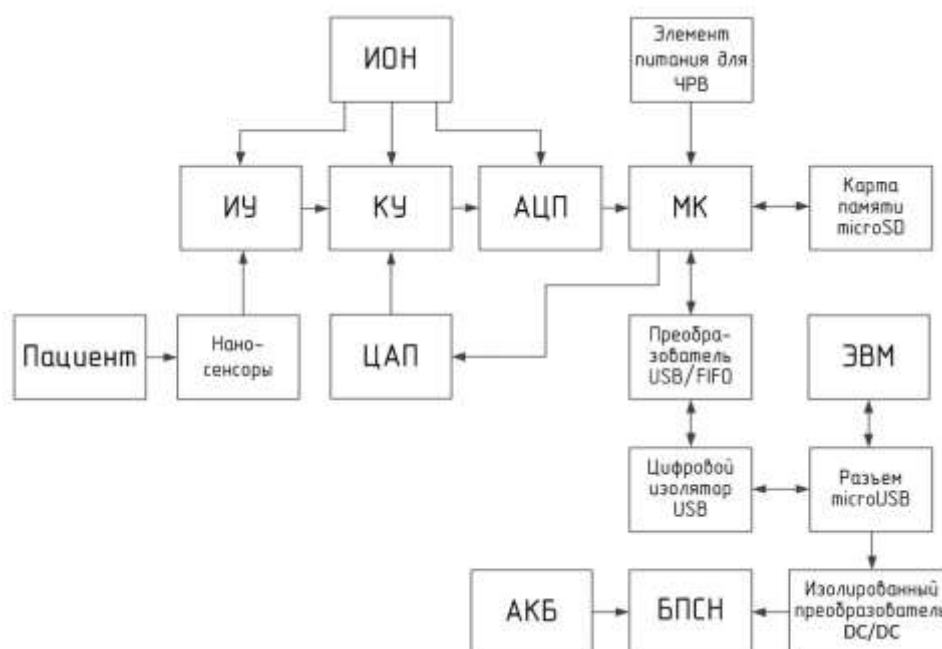 ИОН
Элемент
питания для
ЧРВ
ИУ
КУ
АЦП
МК
Карта
памяти
microSD
Пациент
Нано-
сенсоры
ЦАП
Преобра-
зователь
USB/FIFO
ЭВМ
Цифровой
изолятор
USB
Разъем
microUSB
АКБ
БПСН
Изолированный
преобразователь
DC/DC